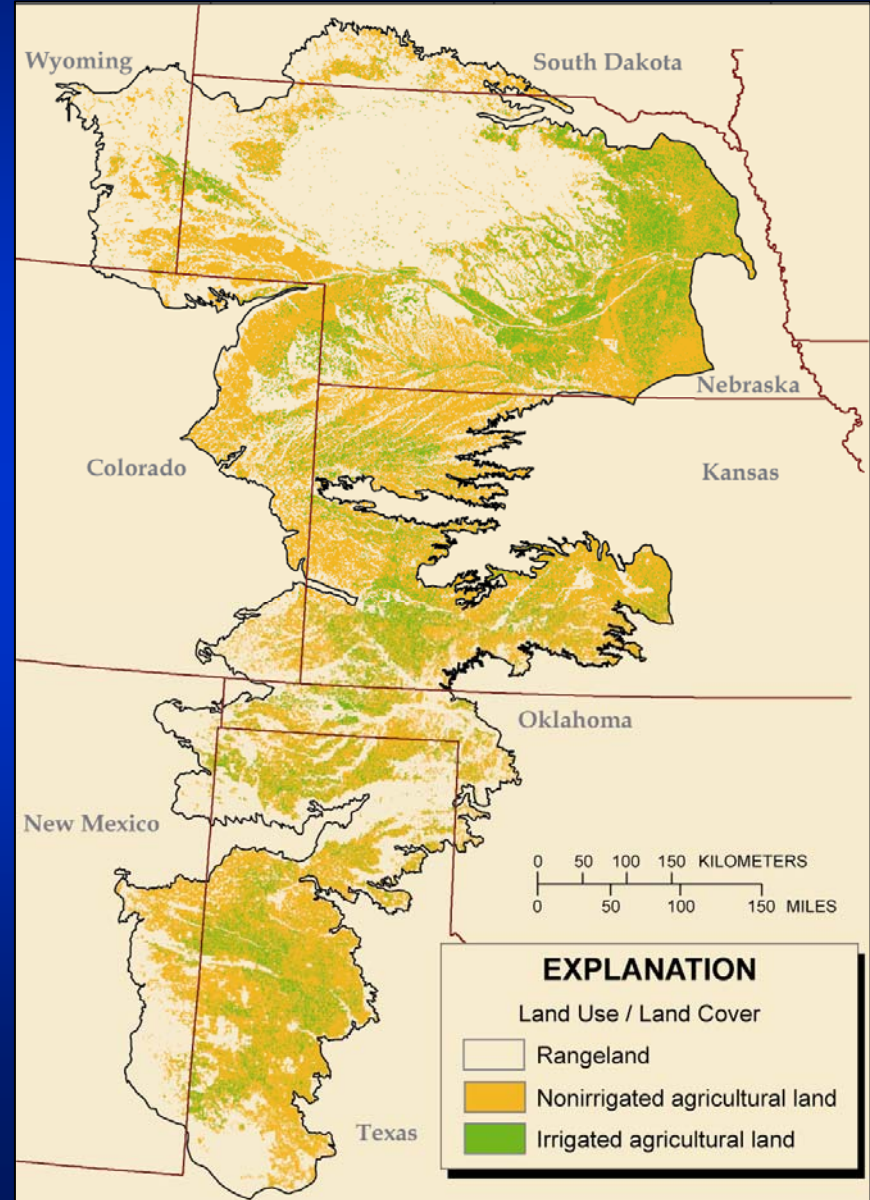 Wyoming
South Dakota
Nebraska
Colorado
Kansas
Oklahoma
New Mexico
0 50 100 150 KILOMETERS
0 50 100 150 MILES
Texas
EXPLANATION
Land Use / Land Cover
Rangeland
Nonirrigated agricultural land
Irrigated agricultural land